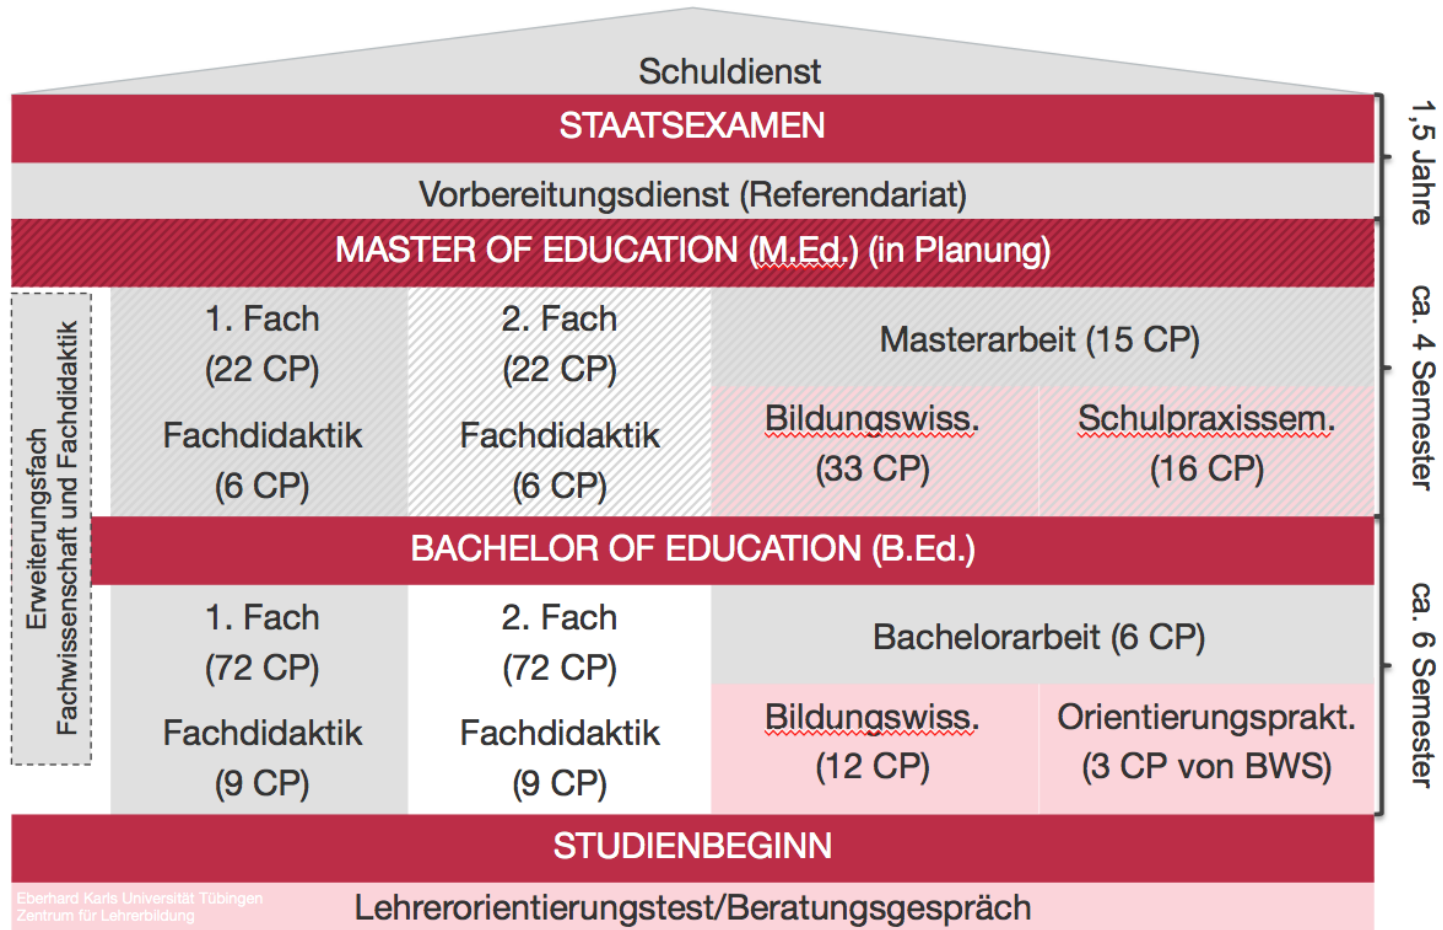 Schuldienst
STAATSEXAMEN
Vorbereitungsdienst (Referendariat)
1,5 Jahre
MASTER OF EDUCATION (M.Ed.) (in Planung)
1. Fach
(22 CP)
Fachdidaktik
(6 CP)
2. Fach
(22 CP)
Fachdidaktik
(6 CP)
Masterarbeit (15 CP)
Bildungswiss.
(33 CP)
Schulpraxissem.
(16 CP)
ca. 4 Semester
Erweiterungsfach
Fachwissenschaft und Fachdidaktik
BACHELOR OF EDUCATION (B.Ed.)
1. Fach
(72 CP)
Fachdidaktik
(9 CP)
2. Fach
(72 CP)
Fachdidaktik
(9 CP)
Bachelorarbeit (6 CP)
Bildungswiss.
(12 CP)
Orientierungsprakt.
(3 CP von BWS)
ca. 6 Semester
STUDIENBEGINN
Eberhard Karls Universität Tübingen
Zentrum für Lehrerbildung
Lehrerorientierungstest/Beratungsgespräch